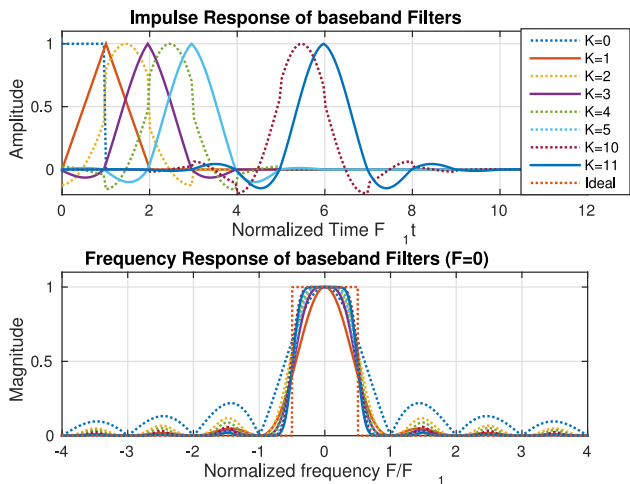 Impulse Response of baseband Filters
Amplitude
1
0.5
0
0 2 4 6 8 10 12
Normalized Time F 1t
K=0
K=1
K=2
K=3
K=4
K=5
K=10
K=11
Ideal
Frequency Response of baseband Filters (F=0)
Magnitude
1
0.5
0
-4 -3 -2 -1 0 1 2 3 4
Normalized frequency F/F 1